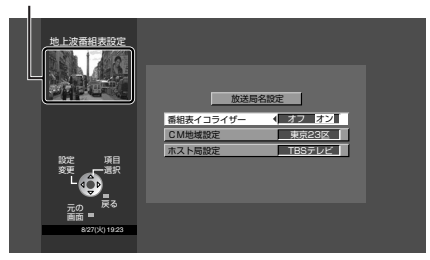 地上波番組表設定
放送局名設定
番組表イコライザー オフ オン
CM地域設定 東京23区
ホスト局設定 TBSテレビ
設定
変更
項目
選択
戻る
元の
画面
8/27(火)19:23